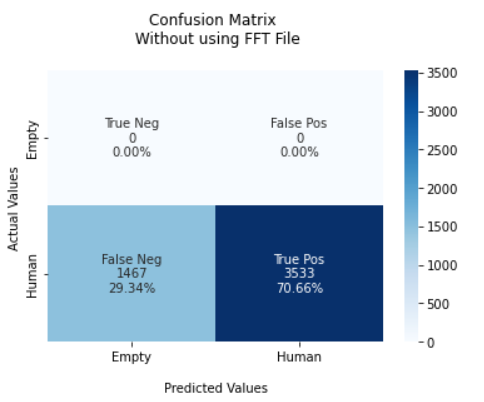 Confusion Matrix
Without using FFT File
True Neg
0
0.00%
False Pos
0
0.00%
False Neg
1467
29.34%
True Pos
3533
70.66%
Actual Values
Empty
Human
Empty
Human
Predicted Values
3500
3000
2500
2000
1500
1000
500
0